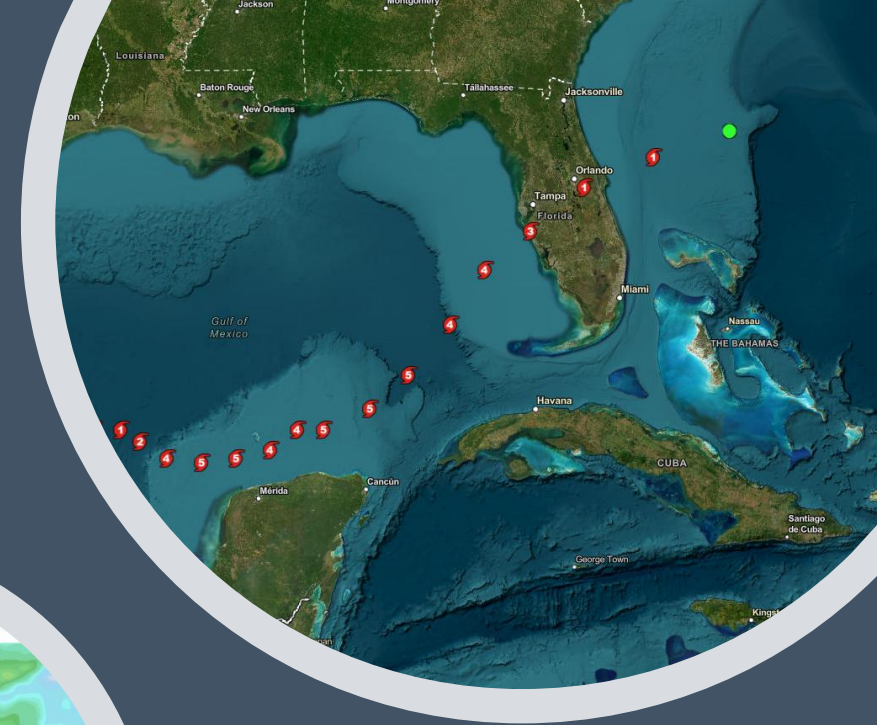 Jackson
Montgomery
Louisiana
Baton Rouge
New Orleans
Tallahassee
Jacksonville
on
1
Orlando
1
Tampa
Florida
3
4
Miami
Gulf of
Mexico
4
Nassau
THE BAHAMAS
5
5
Havana
1
2
4
5
5
4
4
5
CUBA
Mérida
Cancún
Santiago
de Cuba
George Town
Kingst